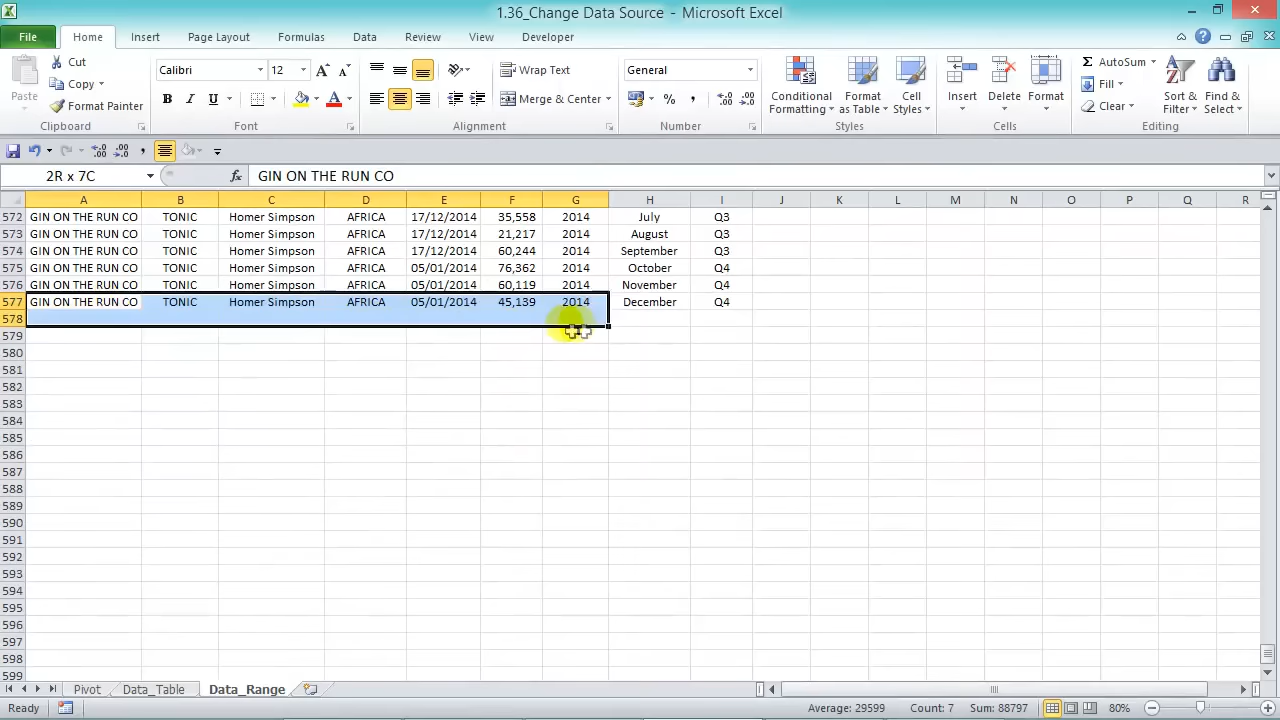 1.36_Change Data Source - Microsoft Excel
File Home Insert Page Layout Formulas Data Review View Developer
Paste Cut Copy Format Painter Clipboard
Calibri 12 A A B I U A Font
Wrap Text Merge & Center Alignment
General % , .00 Number
Conditional Formatting Format as Table Cell Styles Styles
Insert Delete Format Cells
Σ AutoSum Fill Clear Sort & Filter Find & Select Editing
2R x 7C fx GIN ON THE RUN CO
A B C D E F G H I J K L M N O P Q R
572 GIN ON THE RUN CO TONIC Homer Simpson AFRICA 17/12/2014 35,558 2014 July Q3
573 GIN ON THE RUN CO TONIC Homer Simpson AFRICA 17/12/2014 21,217 2014 August Q3
574 GIN ON THE RUN CO TONIC Homer Simpson AFRICA 17/12/2014 60,244 2014 September Q3
575 GIN ON THE RUN CO TONIC Homer Simpson AFRICA 05/01/2014 76,362 2014 October Q4
576 GIN ON THE RUN CO TONIC Homer Simpson AFRICA 05/01/2014 60,119 2014 November Q4
577 GIN ON THE RUN CO TONIC Homer Simpson AFRICA 05/01/2014 45,139 2014 December Q4
578
579
580
581
582
583
584
585
586
587
588
589
590
591
592
593
594
595
596
597
598
599
Pivot Data_Table Data_Range
Ready Average: 29599 Count: 7 Sum: 88797 80%